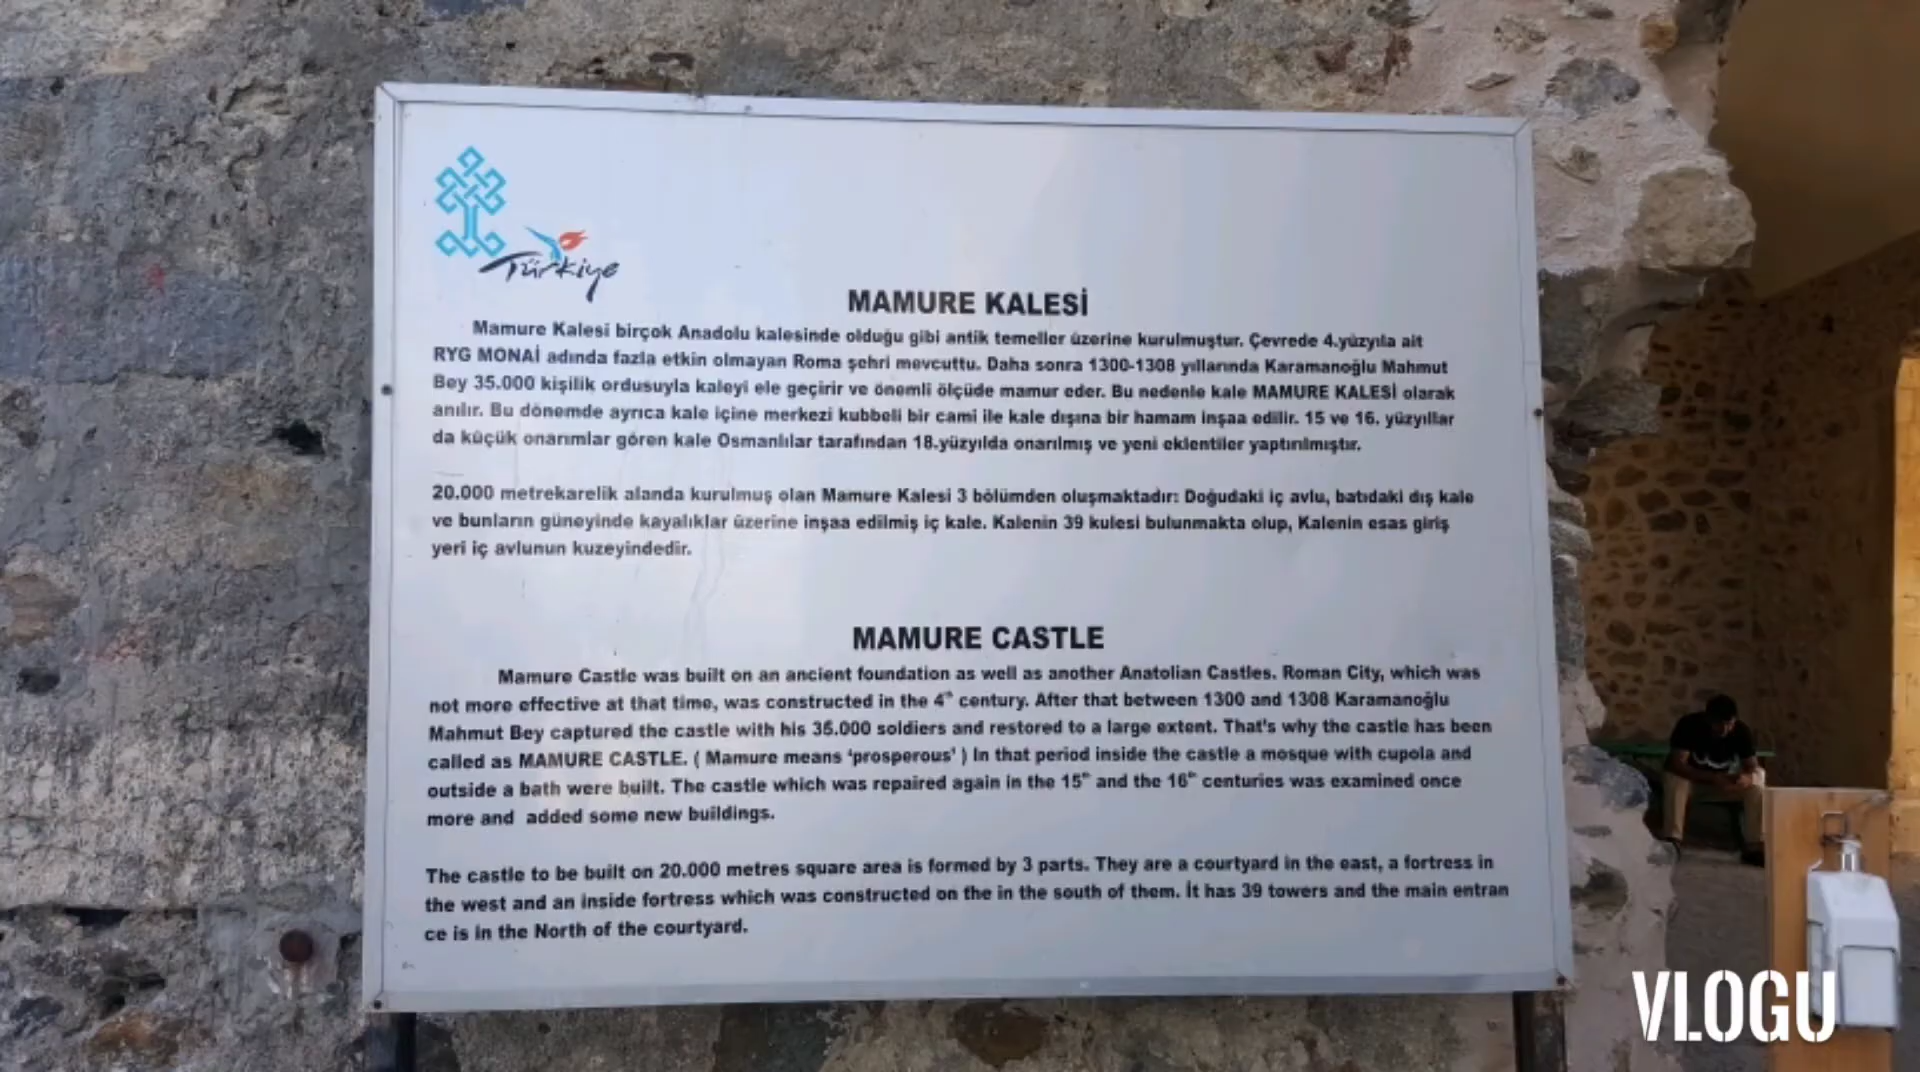 Türkiye
MAMURE KALESİ
Mamure Kalesi birçok Anadolu kalesinde olduğu gibi antik temeller üzerine kurulmuştur. Çevrede 4.yüzyıla ait
RYG MONAİ adında fazla etkin olmayan Roma şehri mevcuttu. Daha sonra 1300-1308 yıllarında Karamanoğlu Mahmut
Bey 35.000 kişilik ordusuyla kaleyi ele geçirir ve önemli ölçüde mamur eder. Bu nedenle kale MAMURE KALESİ olarak
anılır. Bu dönemde ayrıca kale içine merkezi kubbeli bir cami ile kale dışına bir hamam inşaa edilir. 15 ve 16. yüzyıllar
da küçük onarımlar gören kale Osmanlılar tarafından 18.yüzyılda onarılmış ve yeni eklentiler yaptırılmıştır.
20.000 metrekarelik alanda kurulmuş olan Mamure Kalesi 3 bölümden oluşmaktadır: Doğudaki iç avlu, batıdaki dış kale
ve bunların güneyinde kayalıklar üzerine inşaa edilmiş iç kale. Kalenin 39 kulesi bulunmakta olup, Kalenin esas giriş
yeri iç avlunun kuzeyindedir.
MAMURE CASTLE
Mamure Castle was built on an ancient foundation as well as another Anatolian Castles. Roman City, which was
not more effective at that time, was constructed in the 4th century. After that between 1300 and 1308 Karamanoğlu
Mahmut Bey captured the castle with his 35.000 soldiers and restored to a large extent. That's why the castle has been
called as MAMURE CASTLE. ( Mamure means 'prosperous' ) In that period inside the castle a mosque with cupola and
outside a bath were built. The castle which was repaired again in the 15th and the 16th centuries was examined once
more and added some new buildings.
The castle to be built on 20.000 metres square area is formed by 3 parts. They are a courtyard in the east, a fortress in
the west and an inside fortress which was constructed on the in the south of them. İt has 39 towers and the main entran
ce is in the North of the courtyard.
VLOGU